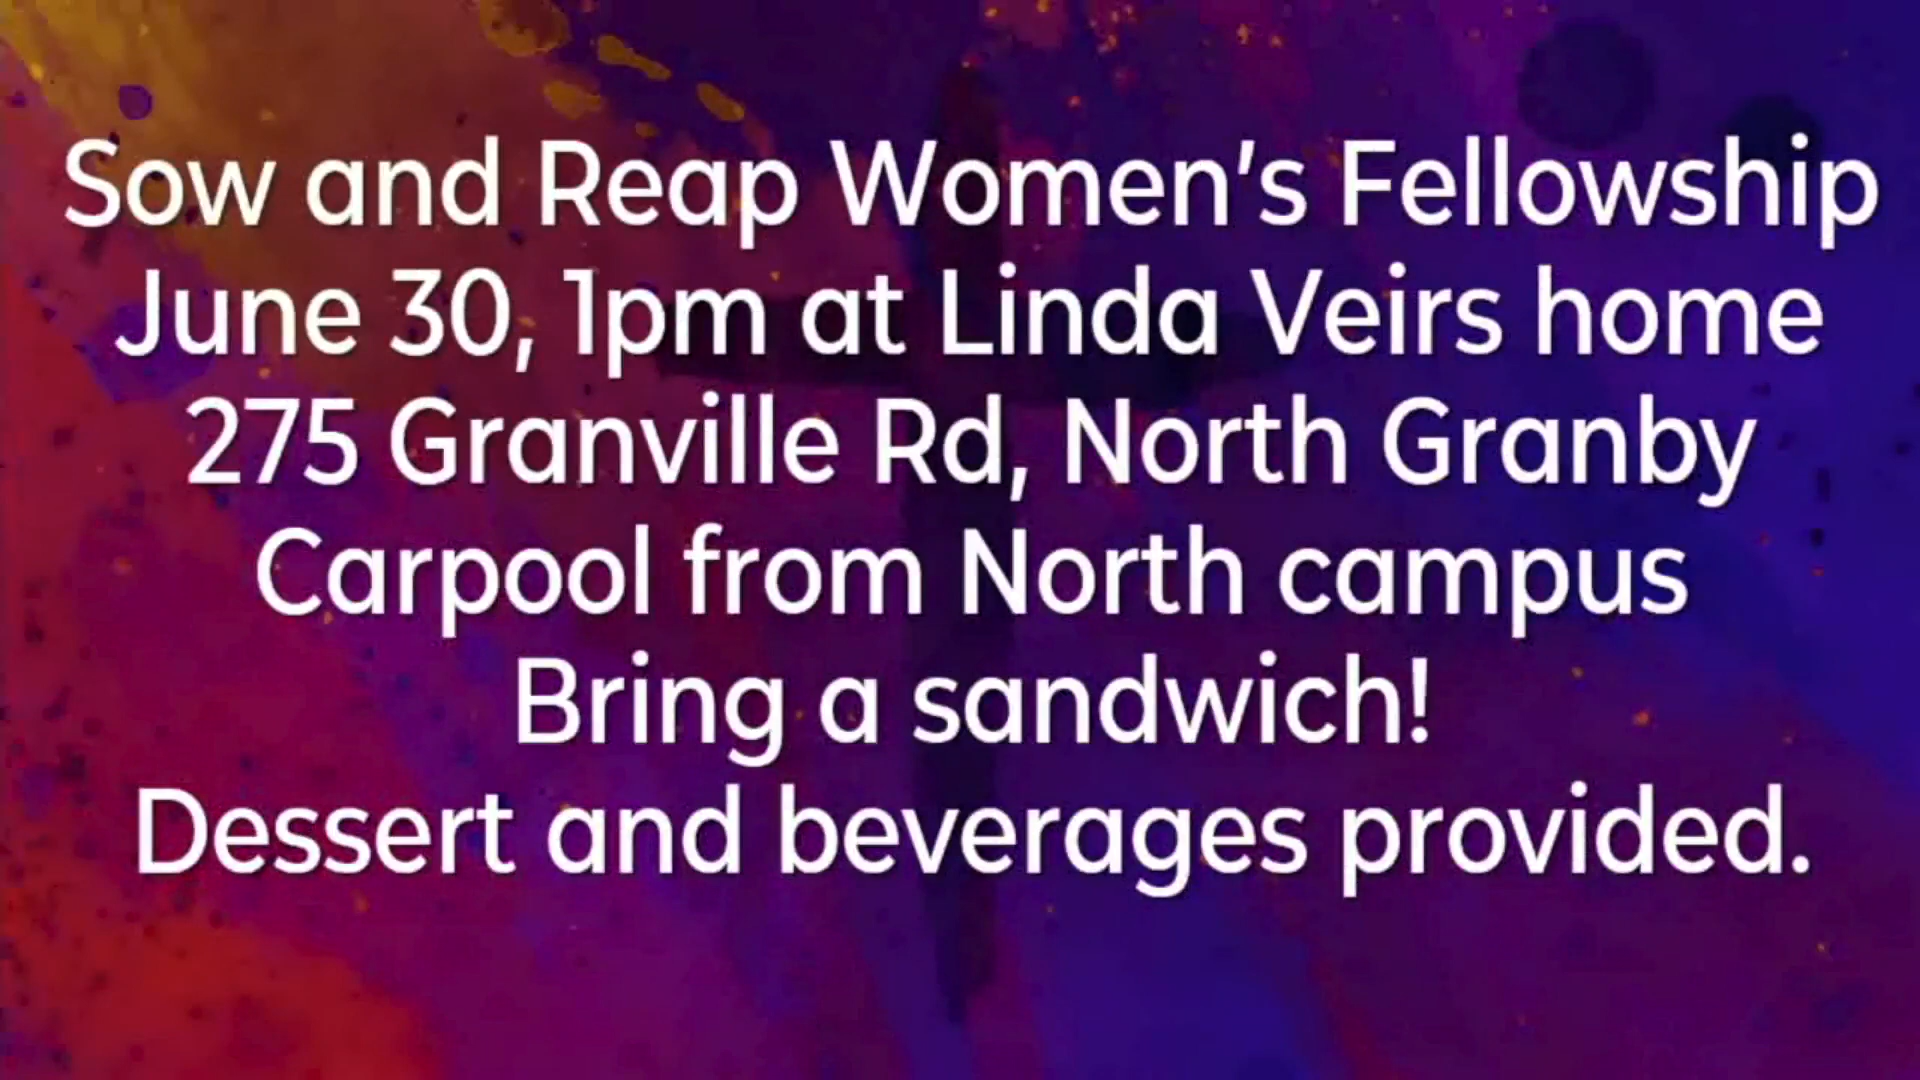 Sow and Reap Women’s Fellowship
June 30, 1pm at Linda Veirs home
275 Granville Rd, North Granby
Carpool from North campus
Bring a sandwich!
Dessert and beverages provided.